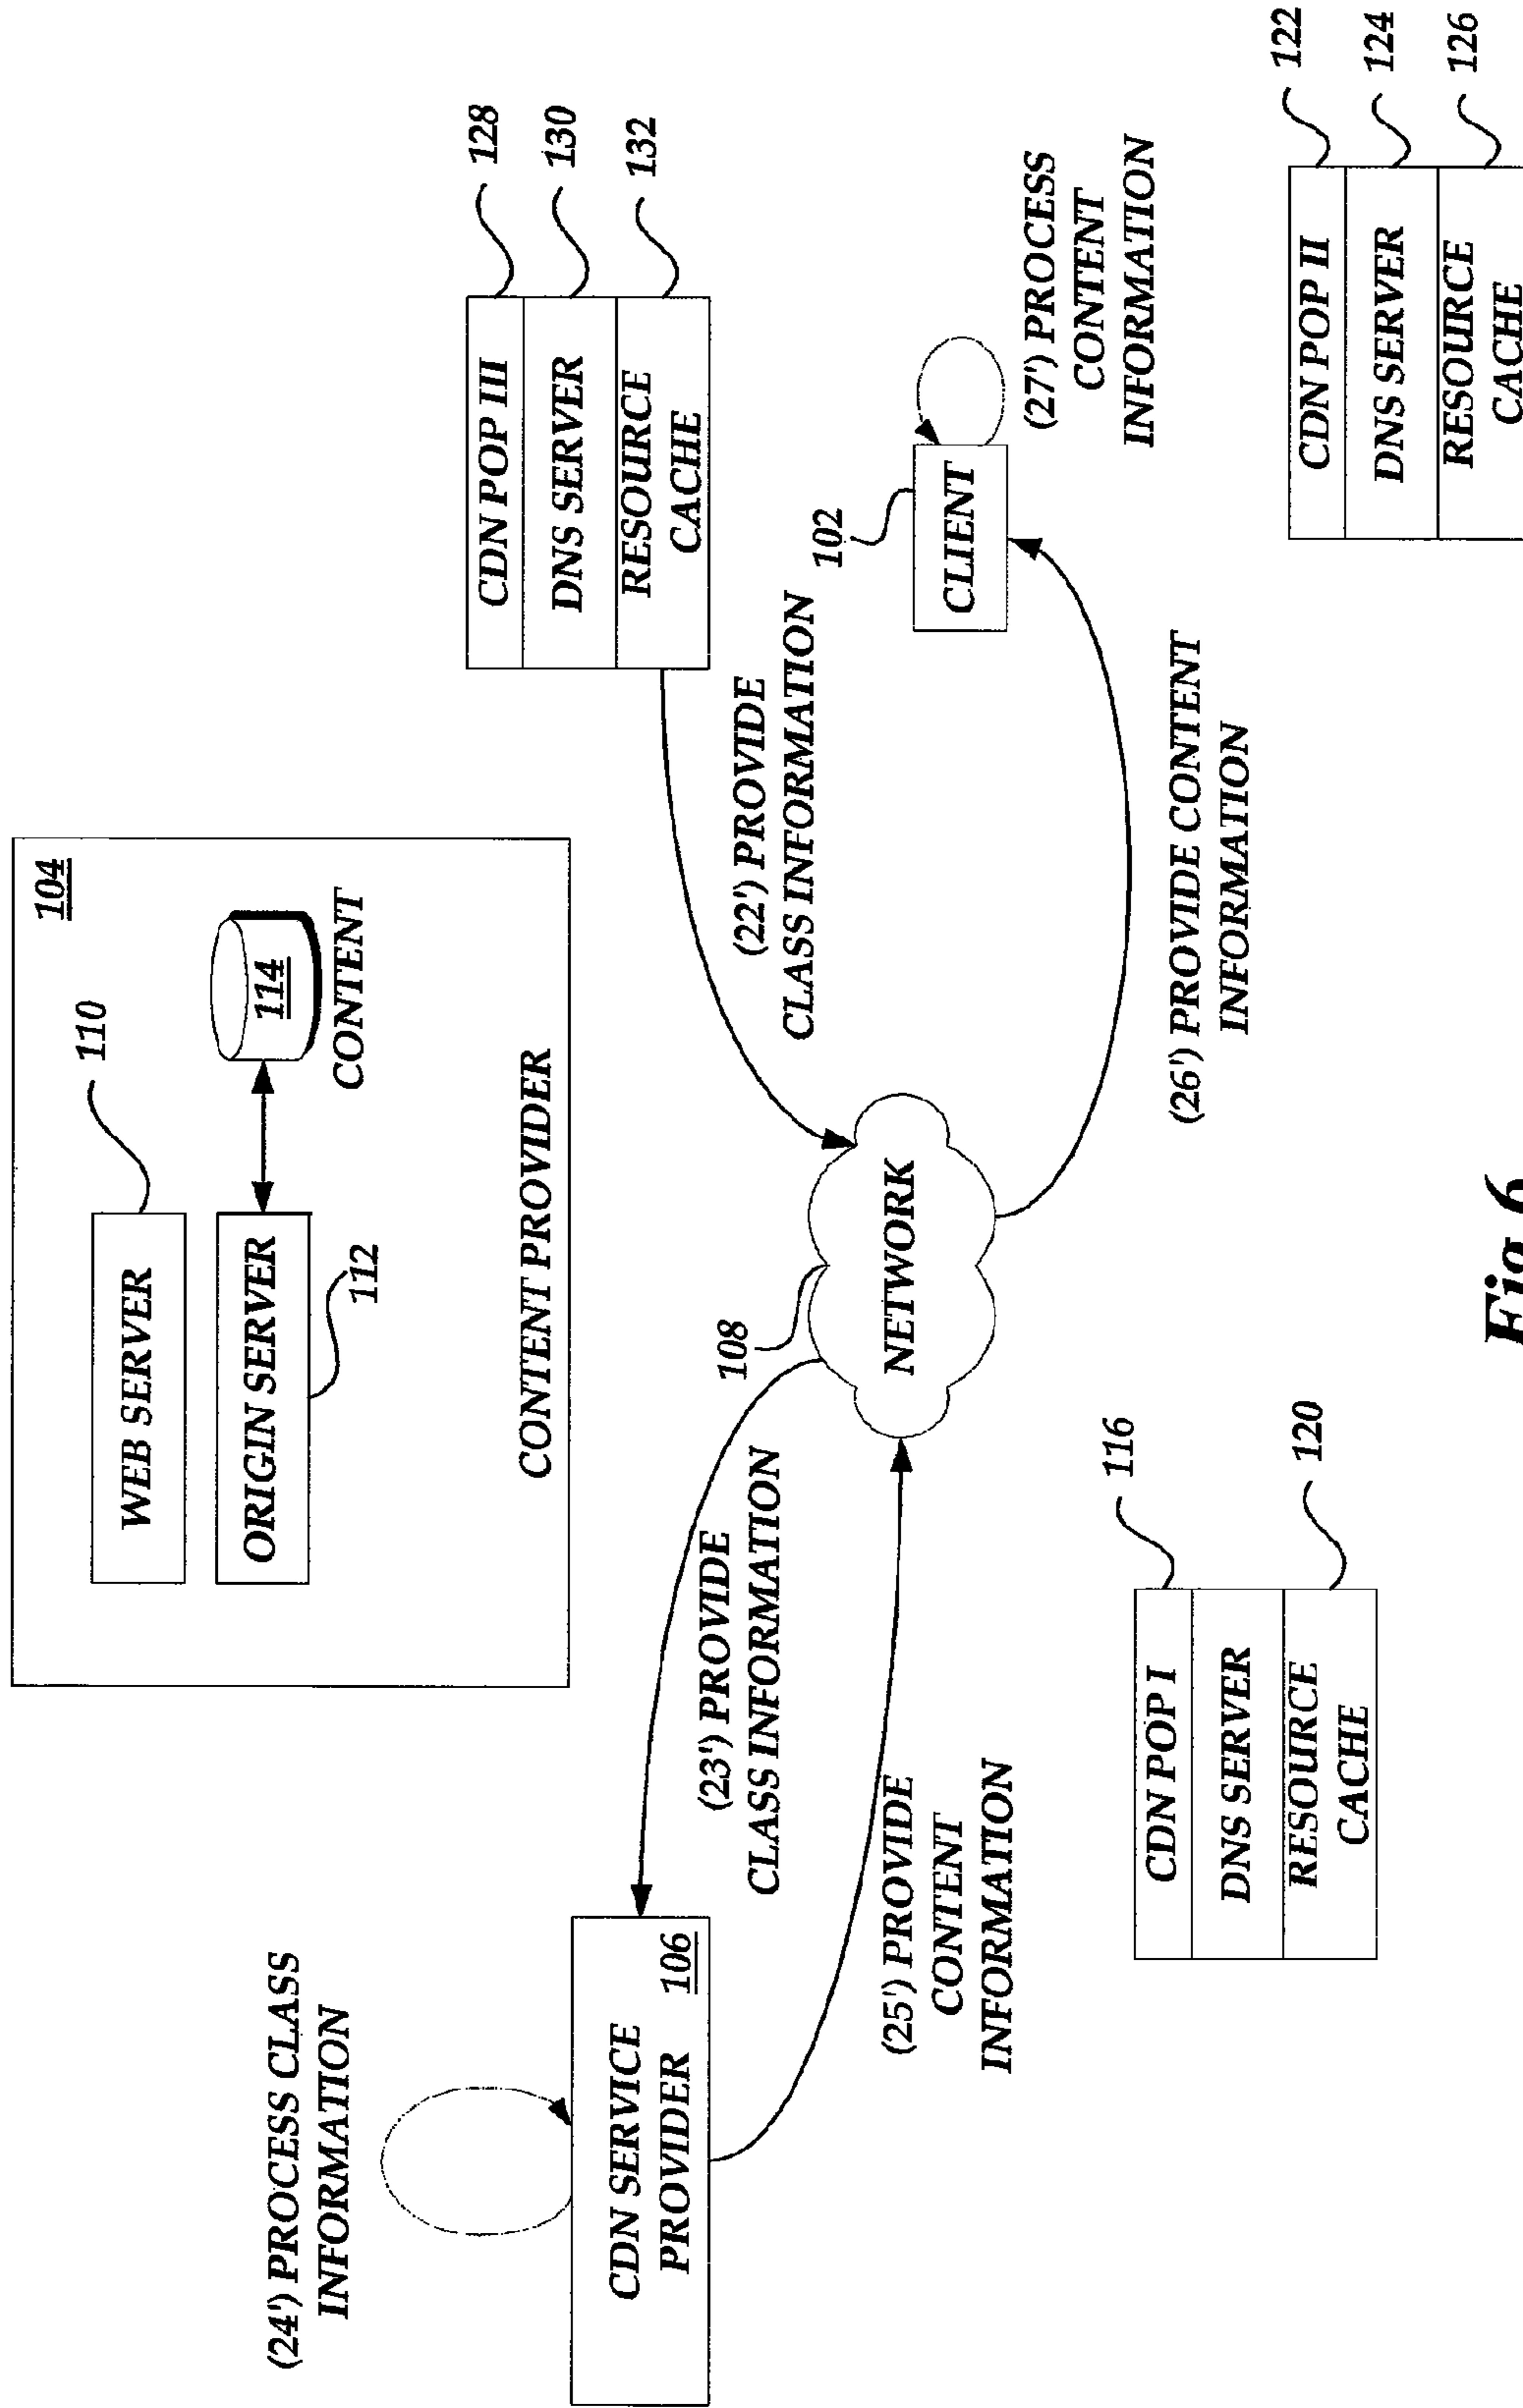 104
WEB SERVER
110
ORIGIN SERVER
112
114
CONTENT
CONTENT PROVIDER
(24') PROCESS CLASS
INFORMATION
CDN SERVICE
PROVIDER
106
(23') PROVIDE
CLASS INFORMATION
(25') PROVIDE
CONTENT
INFORMATION
108
NETWORK
(22') PROVIDE
CLASS INFORMATION
CDN POP III
128
DNS SERVER
130
RESOURCE
CACHE
132
102
CLIENT
(27') PROCESS
CONTENT
INFORMATION
(26') PROVIDE CONTENT
INFORMATION
CDN POP I
116
DNS SERVER
RESOURCE
CACHE
120
CDN POP II
122
DNS SERVER
124
RESOURCE
CACHE
126
Fig.6.